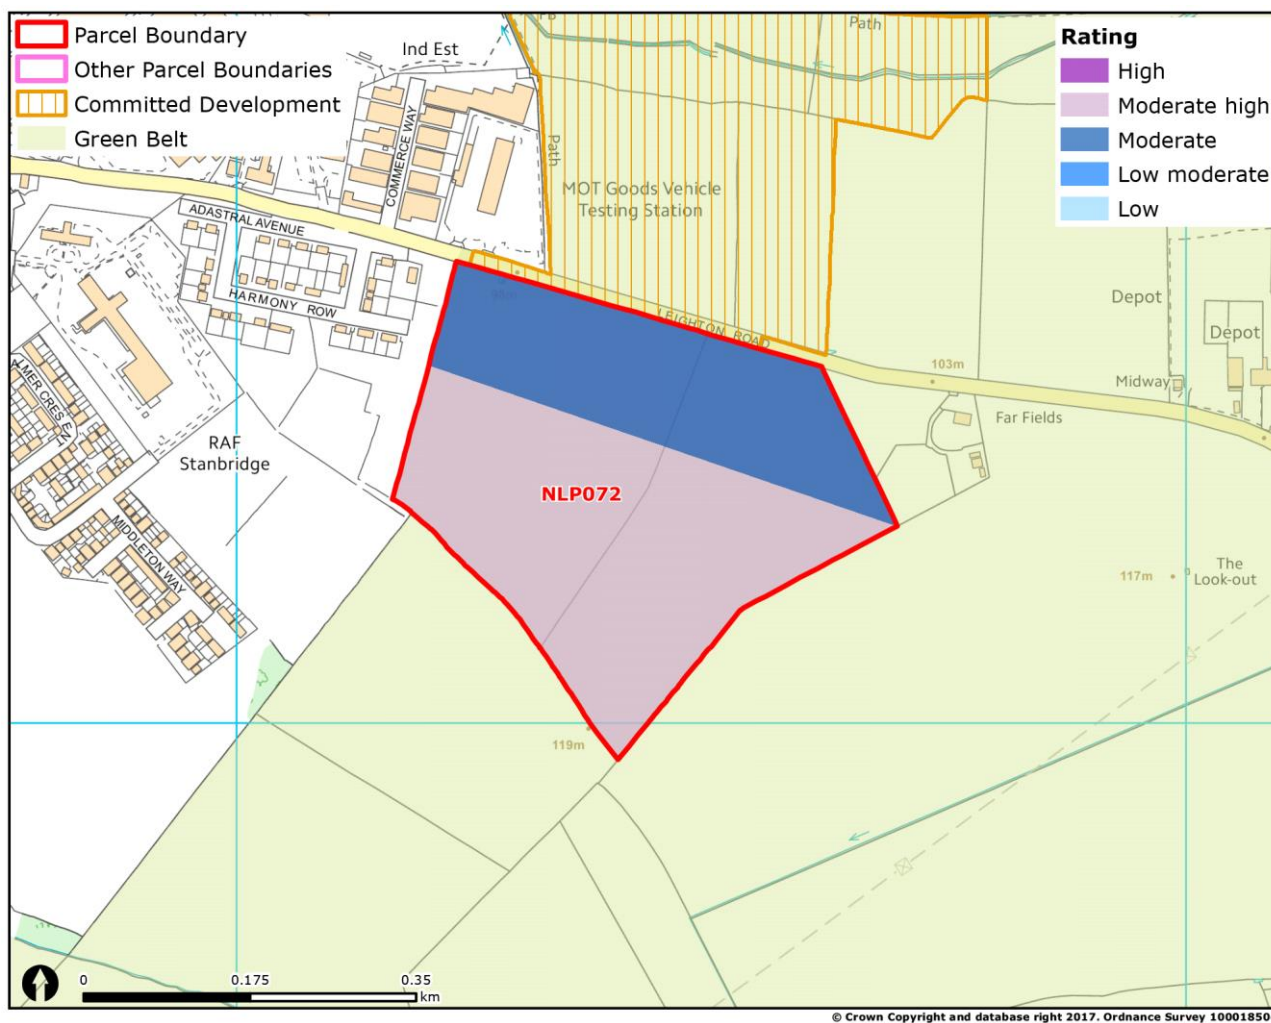 Parcel Boundary
Other Parcel Boundaries
Committed Development
Green Belt
Rating
High
Moderate high
Moderate
Low moderate
Low
Ind Est
Path
COMMERCE WAY
Path
MOT Goods Vehicle
Testing Station
ADASTRAL AVENUE
HARMONY ROW
LEIGHTON ROAD
103m
Depot
Depot
Midway
Far Fields
RAF
Stanbridge
MIDDLETON WAY
NLP072
117m
The
Look-out
119m
0 0.175 0.35
km
© Crown Copyright and database right 2017. Ordnance Survey 10001850